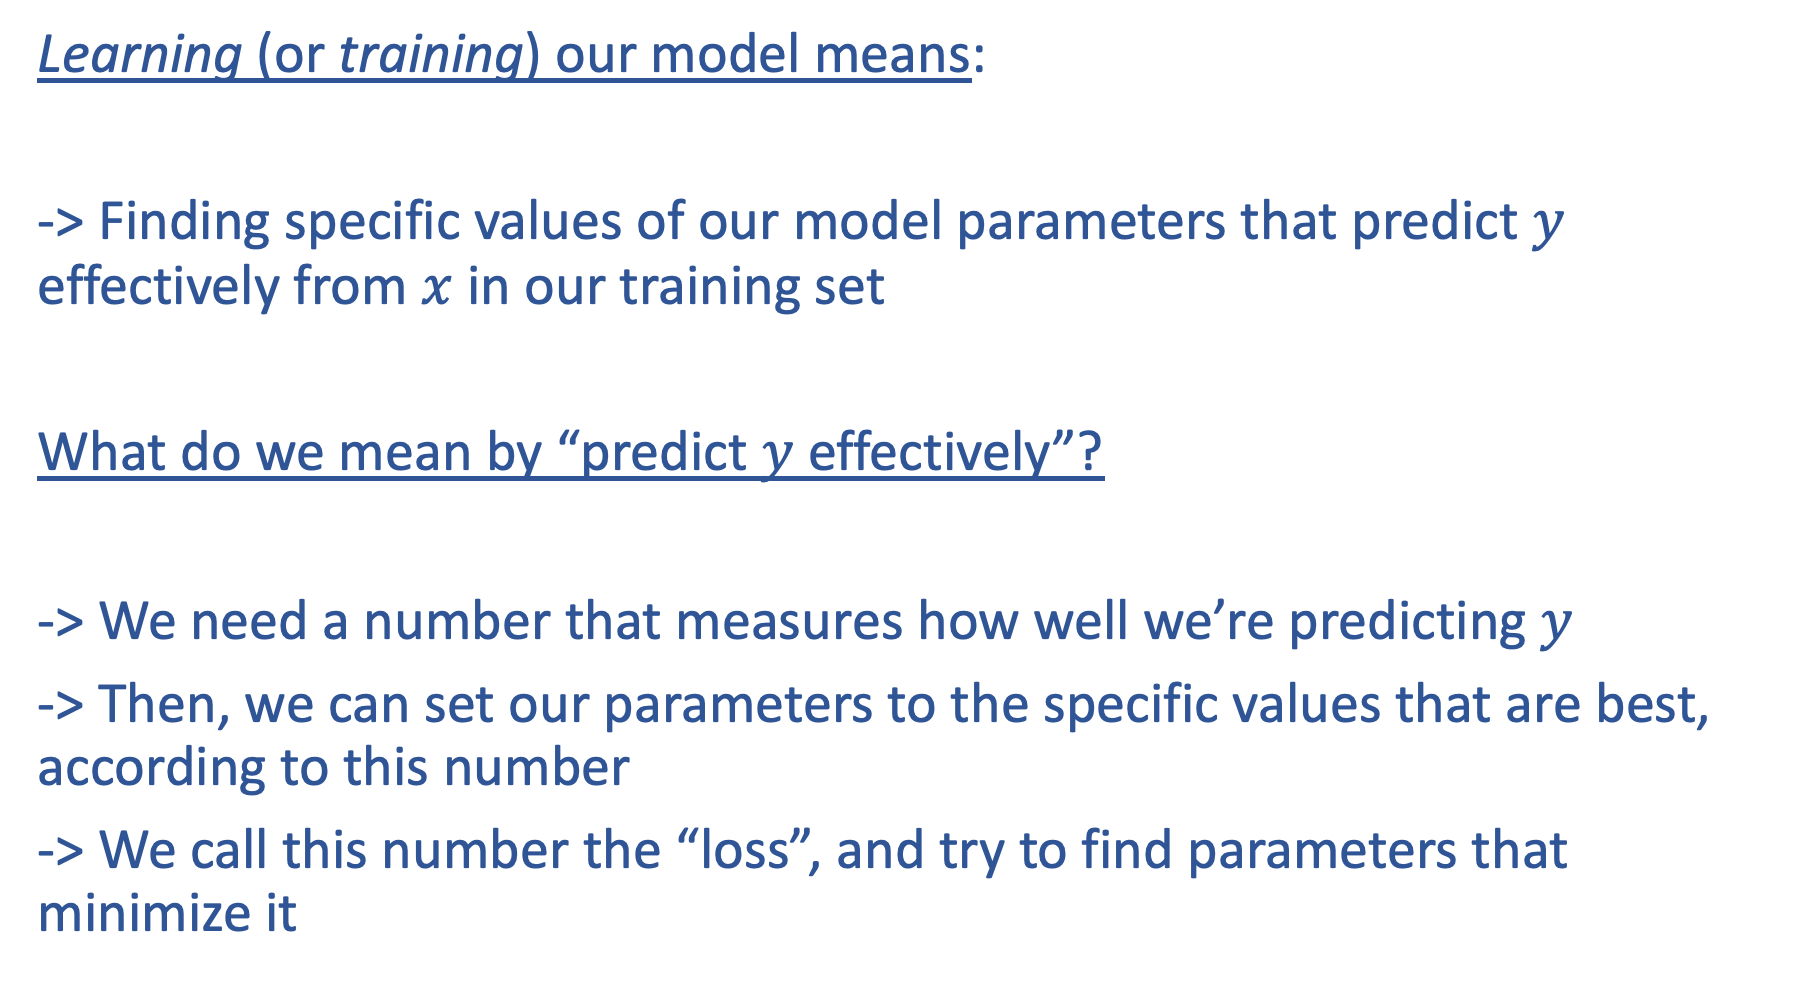 Learning (or training) our model means:
-> Finding specific values of our model parameters that predict y
effectively from x in our training set
What do we mean by “predict y effectively”?
-> We need a number that measures how well we’re predicting y
-> Then, we can set our parameters to the specific values that are best,
according to this number
-> We call this number the “loss”, and try to find parameters that
minimize it